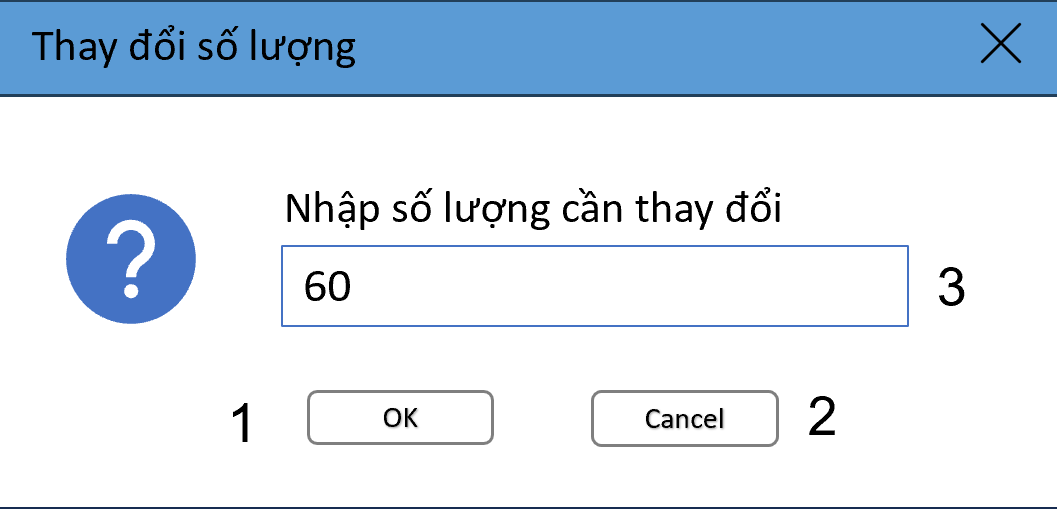 Thay đổi số lượng
?
Nhập số lượng cần thay đổi
60
3
1
OK
Cancel
2